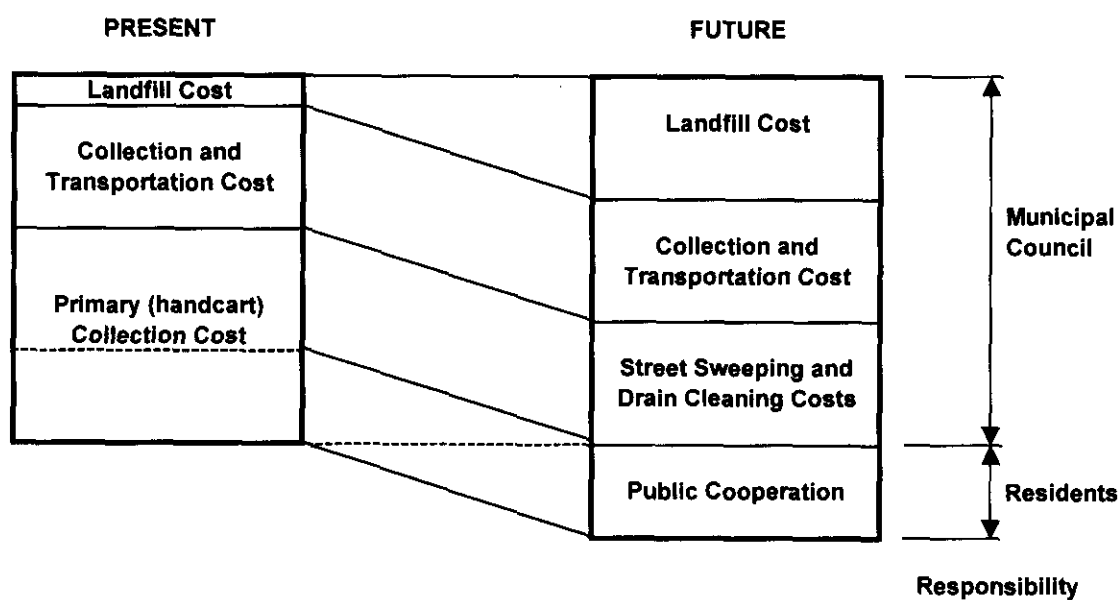 PRESENT
FUTURE
Landfill Cost
Collection and
Transportation Cost
Primary (handcart)
Collection Cost
Landfill Cost
Collection and
Transportation Cost
Street Sweeping and
Drain Cleaning Costs
Public Cooperation
Municipal
Council
Residents
Responsibility